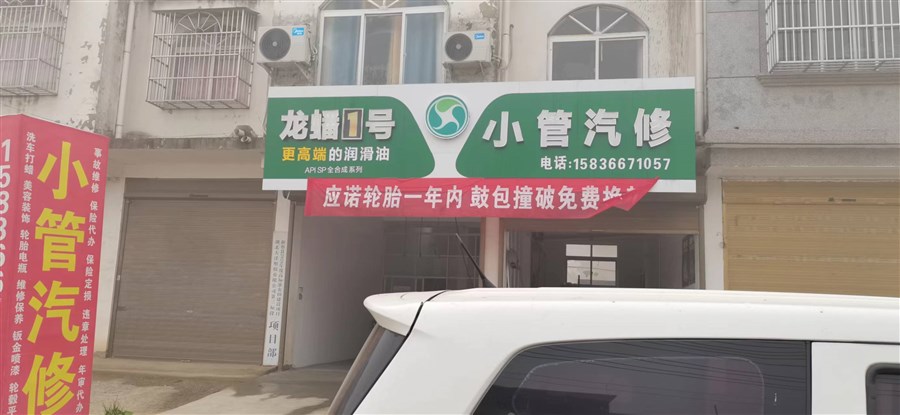 龙蟠1号
更高端的润滑油
API SP全合成系列
小管汽修
电话:15836671057
应诺轮胎一年内 鼓包撞破免费换
小管汽修
事故维修 保险代办 保险定损 违章处理 年审代办
洗车打蜡 美容装饰 轮胎电瓶 维修保养 钣金喷漆 轮毂
158366
项目部